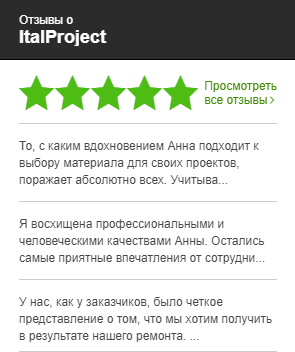 Отзывы о
ItalProject
Просмотреть
все отзывы ›
То, с каким вдохновением Анна подходит к
выбору материала для своих проектов,
поражает абсолютно всех. Учитыва...
Я восхищена профессиональными и
человеческими качествами Анны. Остались
самые приятные впечатления от сотрудни...
У нас, как у заказчиков, было четкое
представление о том, что мы хотим получить
в результате нашего ремонта. ...